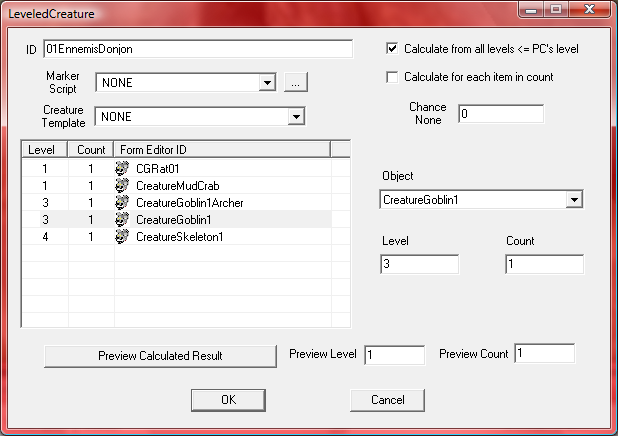 LeveledCreature
ID 01EnnemisDonjon
Calculate from all levels <= PC's level
Marker Script NONE ...
Calculate for each item in count
Creature Template NONE
Chance None 0
Level Count Form Editor ID
1 1 CGRat01
1 1 CreatureMudCrab
3 1 CreatureGoblin1Archer
3 1 CreatureGoblin1
4 1 CreatureSkeleton1
Object
CreatureGoblin1
Level Count
3 1
Preview Calculated Result Preview Level 1 Preview Count 1
OK Cancel